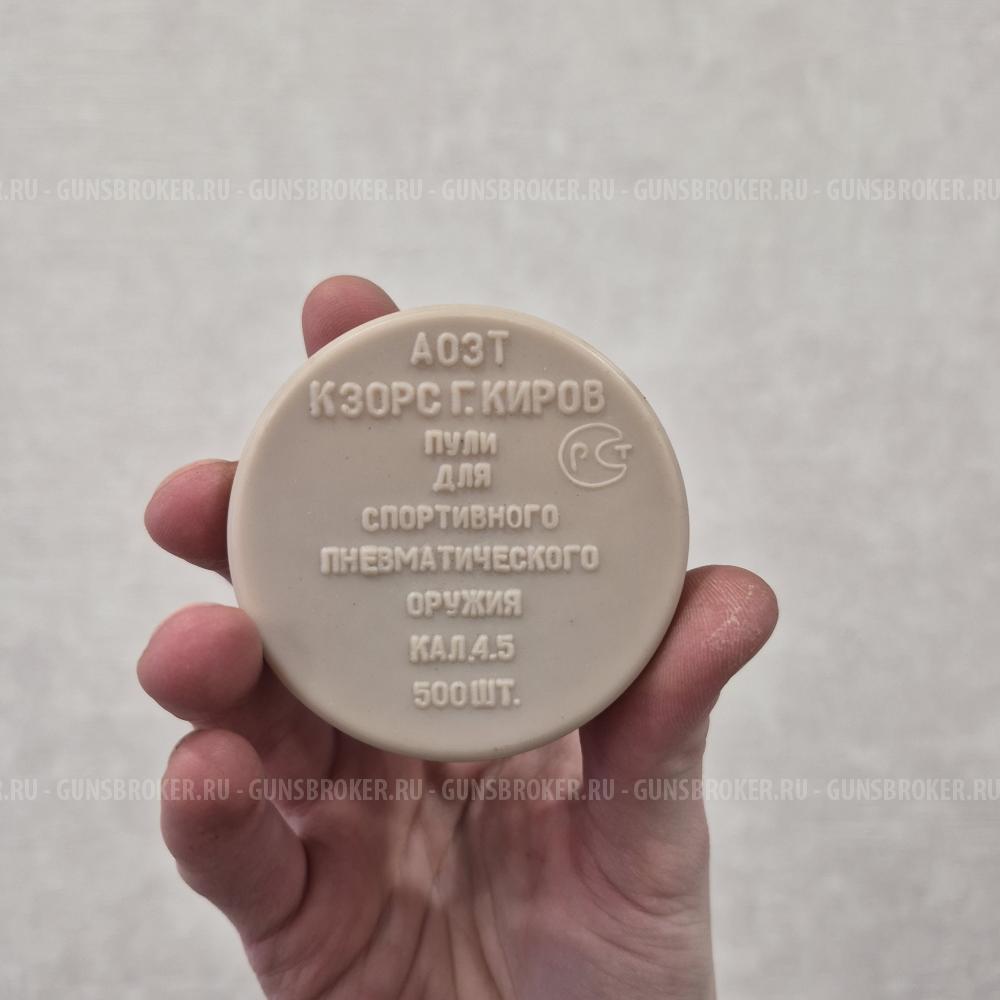 .RU - GUNSBROKER.RU - GUNSBROKER.RU - GUNSBROKER.RU - GUNSBROKER.RU - GUNSBROKER.RU
АОЗТ
КЗОРС Г. КИРОВ
ПУЛИ
РСТ
ДЛЯ
СПОРТИВНОГО
ПНЕВМАТИЧЕСКОГО
ОРУЖИЯ
КАЛ.4.5
500ШТ.
.RU - GUNSBROKER.RU - GUNSBROKER.RU - GUNSBROKER.RU - GUNSBROKER.RU - GUNSBROKER.RU